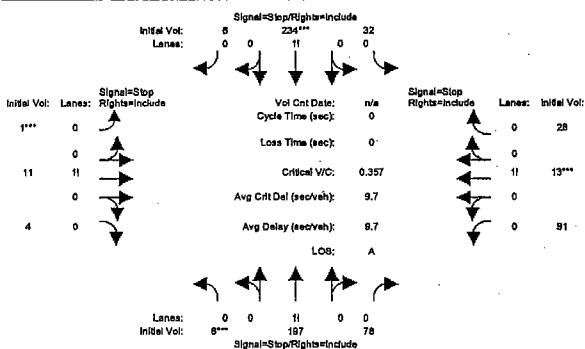 Signal=Stop/Rights=Include
Initial Vol: 6 234*** 32
Lanes: 0 0 1! 0 0
Signal=Stop
Initial Vol: Lanes: Rights=Include
Vol Cnt Date: n/a
Signal=Stop
Rights=Include Lanes: Initial Vol:
Cycle Time (sec): 0
1*** 0
0 28
Loss Time (sec): 0
0
0
11 1! Critical V/C: 0.357 1! 13***
0 Avg Crit Del (sec/veh): 9.7 0
4 0 Avg Delay (sec/veh): 9.7 0 91
LOS: A
Lanes: 0 0 1! 0 0
Initial Vol: 6*** 197 78
Signal=Stop/Rights=Include